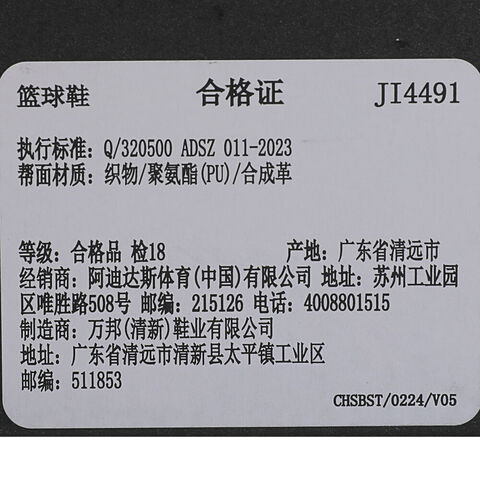 篮球鞋 合格证 JI4491
执行标准: Q/320500 ADSZ 011-2023
帮面材质: 织物/聚氨酯(PU)/合成革
等级: 合格品 检18 产地: 广东省清远市
经销商: 阿迪达斯体育(中国)有限公司 地址: 苏州工业园
区唯胜路508号 邮编: 215126 电话: 4008801515
制造商: 万邦(清新)鞋业有限公司
地址: 广东省清远市清新县太平镇工业区
邮编: 511853
CHSBST/0224/V05